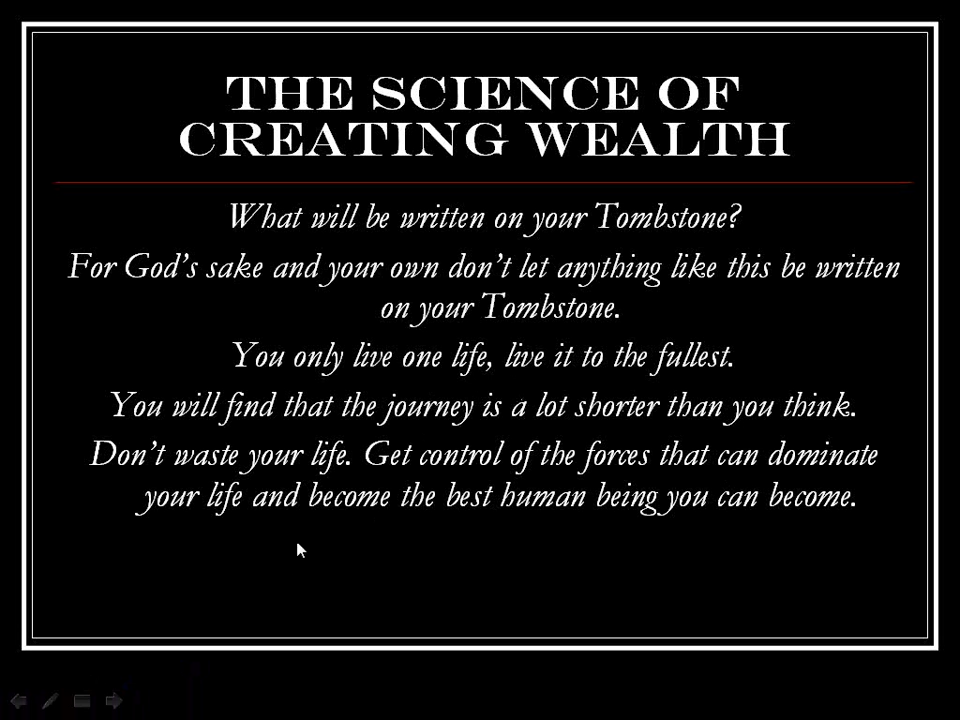 THE SCIENCE OF
CREATING WEALTH
What will be written on your Tombstone?
For God's sake and your own don't let anything like this be written
on your Tombstone.
You only live one life, live it to the fullest.
You will find that the journey is a lot shorter than you think.
Don't waste your life. Get control of the forces that can dominate
your life and become the best human being you can become.